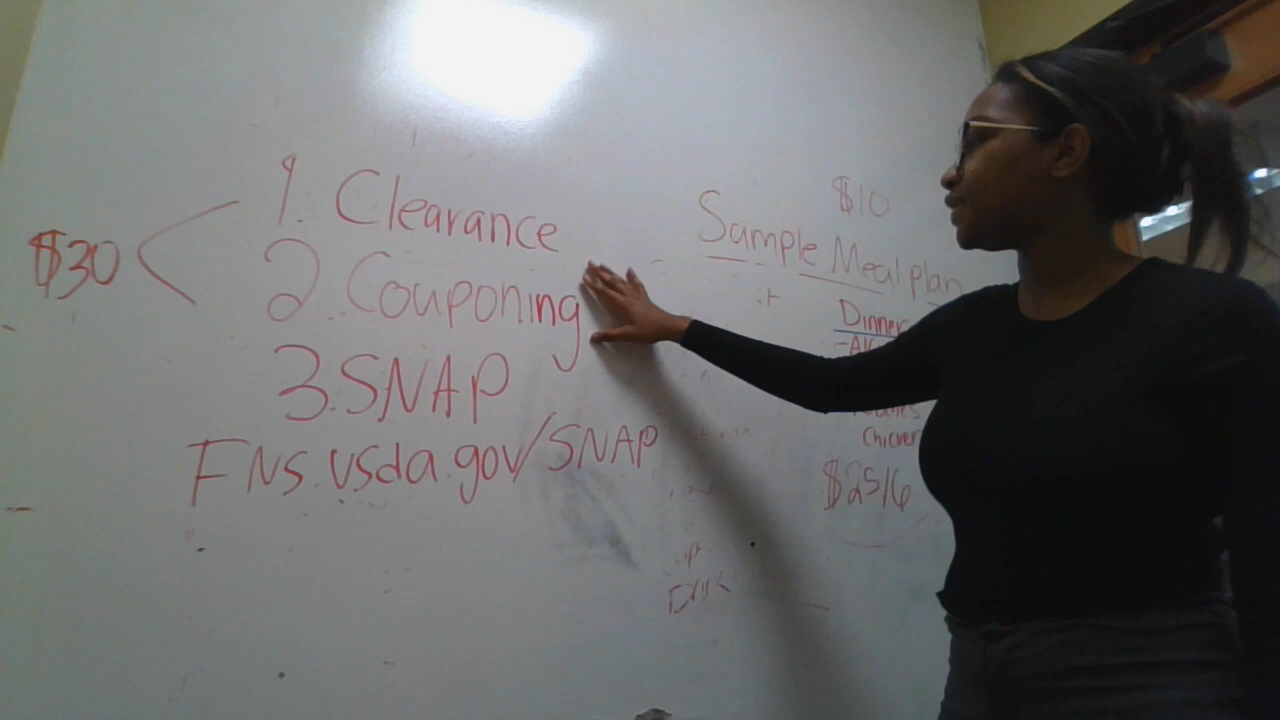 $30
1. Clearance
2. Couponing
3. SNAP
FNS.usda.gov/SNAP
$10
Sample Meal plan
Dinner
Chicken
$25/6